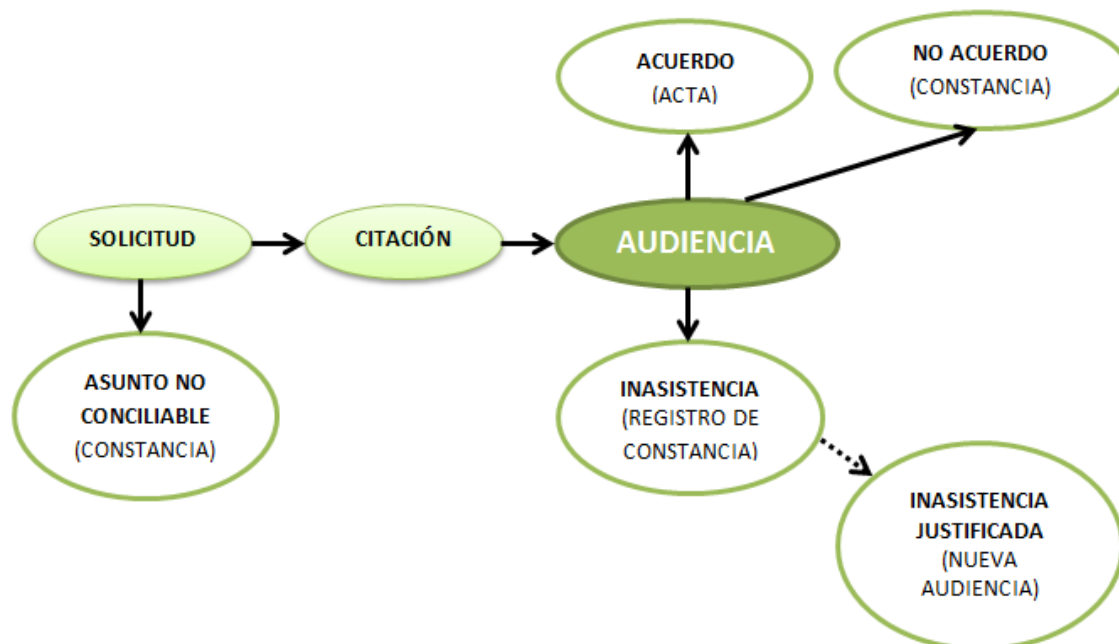 ACUERDO
(ACTA)
NO ACUERDO
(CONSTANCIA)
SOLICITUD
CITACIÓN
AUDIENCIA
ASUNTO NO
CONCILIABLE
(CONSTANCIA)
INASISTENCIA
(REGISTRO DE
CONSTANCIA)
INASISTENCIA
JUSTIFICADA
(NUEVA
AUDIENCIA)